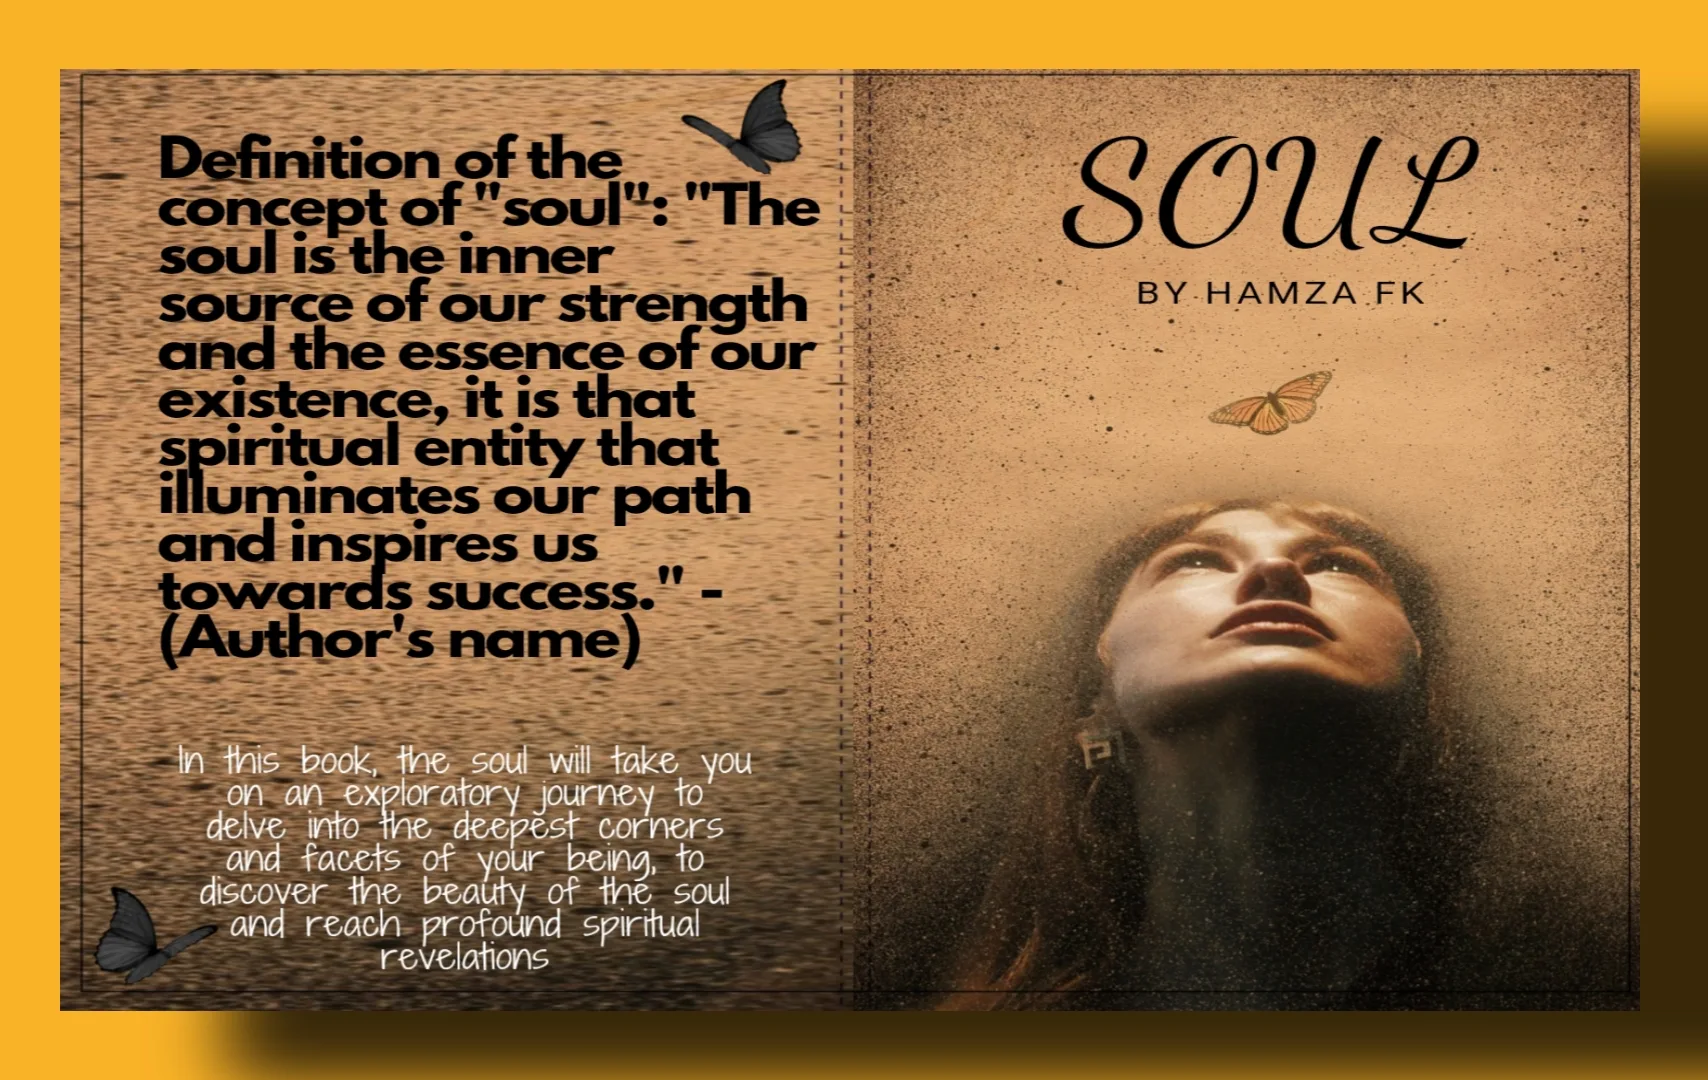 Definition of the
concept of "soul": "The
soul is the inner
source of our strength
and the essence of our
existence, it is that
spiritual entity that
illuminates our path
and inspires us
towards success." -
(Author's name)
In this book, the soul will take you
on an exploratory journey to
delve into the deepest corners
and facets of your being, to
discover the beauty of the soul
and reach profound spiritual
revelations
SOUL
BY HAMZA FK